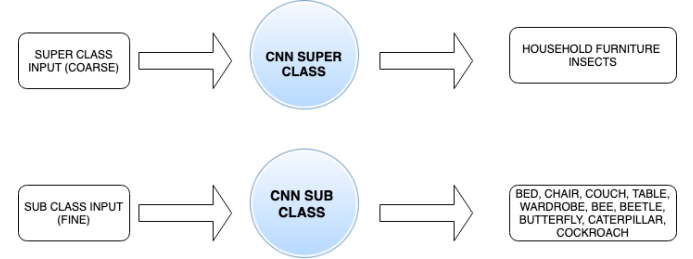 SUPER CLASS
INPUT (COARSE)
CNN SUPER
CLASS
HOUSEHOLD FURNITURE
INSECTS
SUB CLASS INPUT
(FINE)
CNN SUB
CLASS
BED, CHAIR, COUCH, TABLE,
WARDROBE, BEE, BEETLE,
BUTTERFLY, CATERPILLAR,
COCKROACH